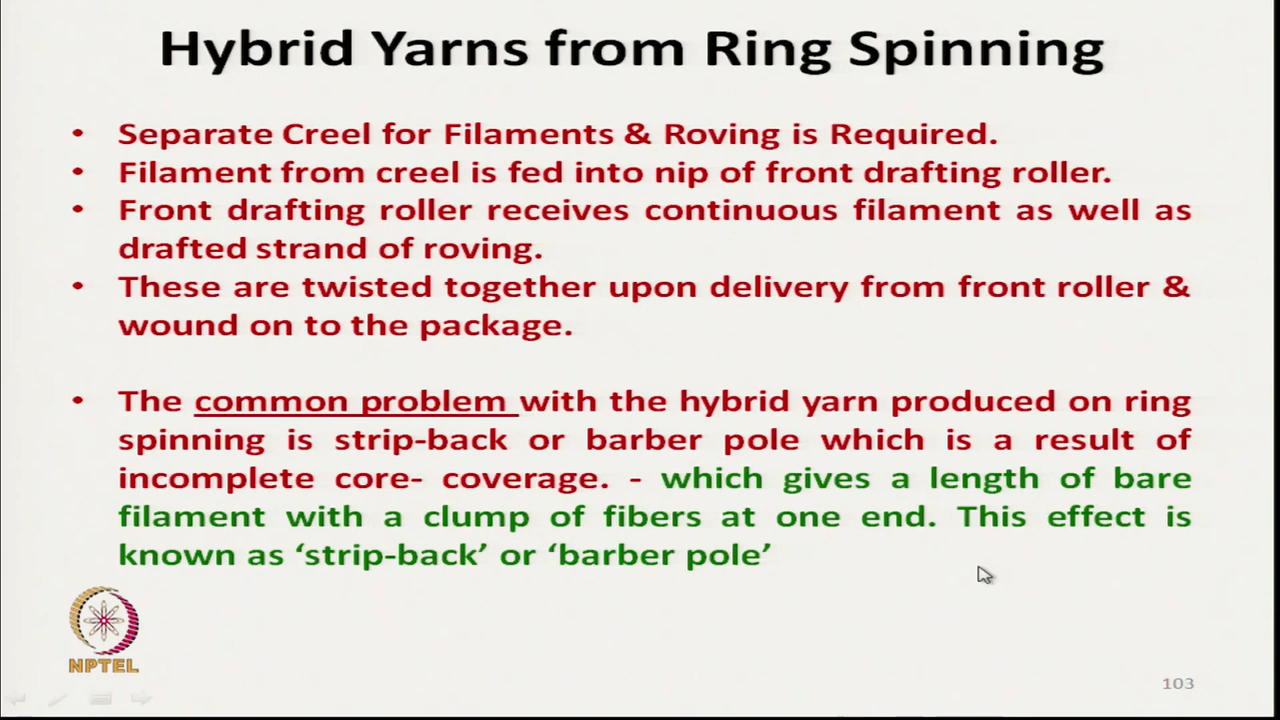 Hybrid Yarns from Ring Spinning
• Separate Creel for Filaments & Roving is Required.
• Filament from creel is fed into nip of front drafting roller.
• Front drafting roller receives continuous filament as well as
drafted strand of roving.
• These are twisted together upon delivery from front roller &
wound on to the package.
• The common problem with the hybrid yarn produced on ring
spinning is strip-back or barber pole which is a result of
incomplete core- coverage. - which gives a length of bare
filament with a clump of fibers at one end. This effect is
known as ‘strip-back’ or ‘barber pole’
NPTEL
103